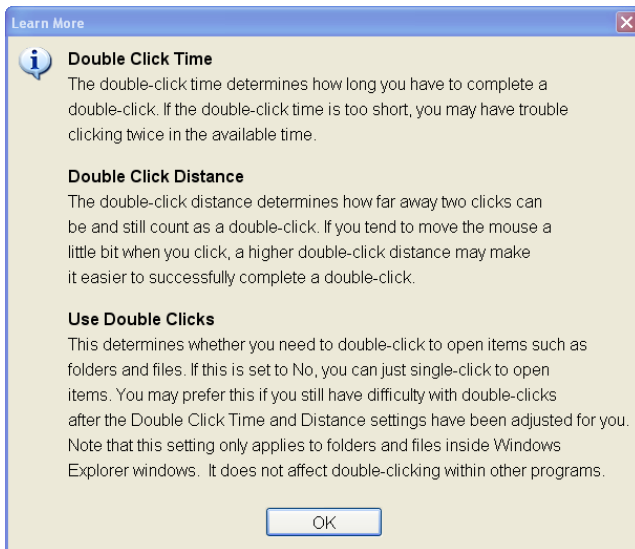 Learn More
Double Click Time
The double-click time determines how long you have to complete a
double-click. If the double-click time is too short, you may have trouble
clicking twice in the available time.
Double Click Distance
The double-click distance determines how far away two clicks can
be and still count as a double-click. If you tend to move the mouse a
little bit when you click, a higher double-click distance may make
it easier to successfully complete a double-click.
Use Double Clicks
This determines whether you need to double-click to open items such as
folders and files. If this is set to No, you can just single-click to open
items. You may prefer this if you still have difficulty with double-clicks
after the Double Click Time and Distance settings have been adjusted for you.
Note that this setting only applies to folders and files inside Windows
Explorer windows.  It does not affect double-clicking within other programs.
OK